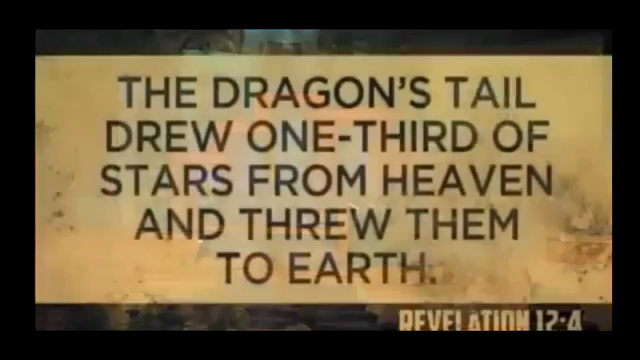 THE DRAGON'S TAIL
DREW ONE-THIRD OF
STARS FROM HEAVEN
AND THREW THEM
TO EARTH.
REVELATION 12:4